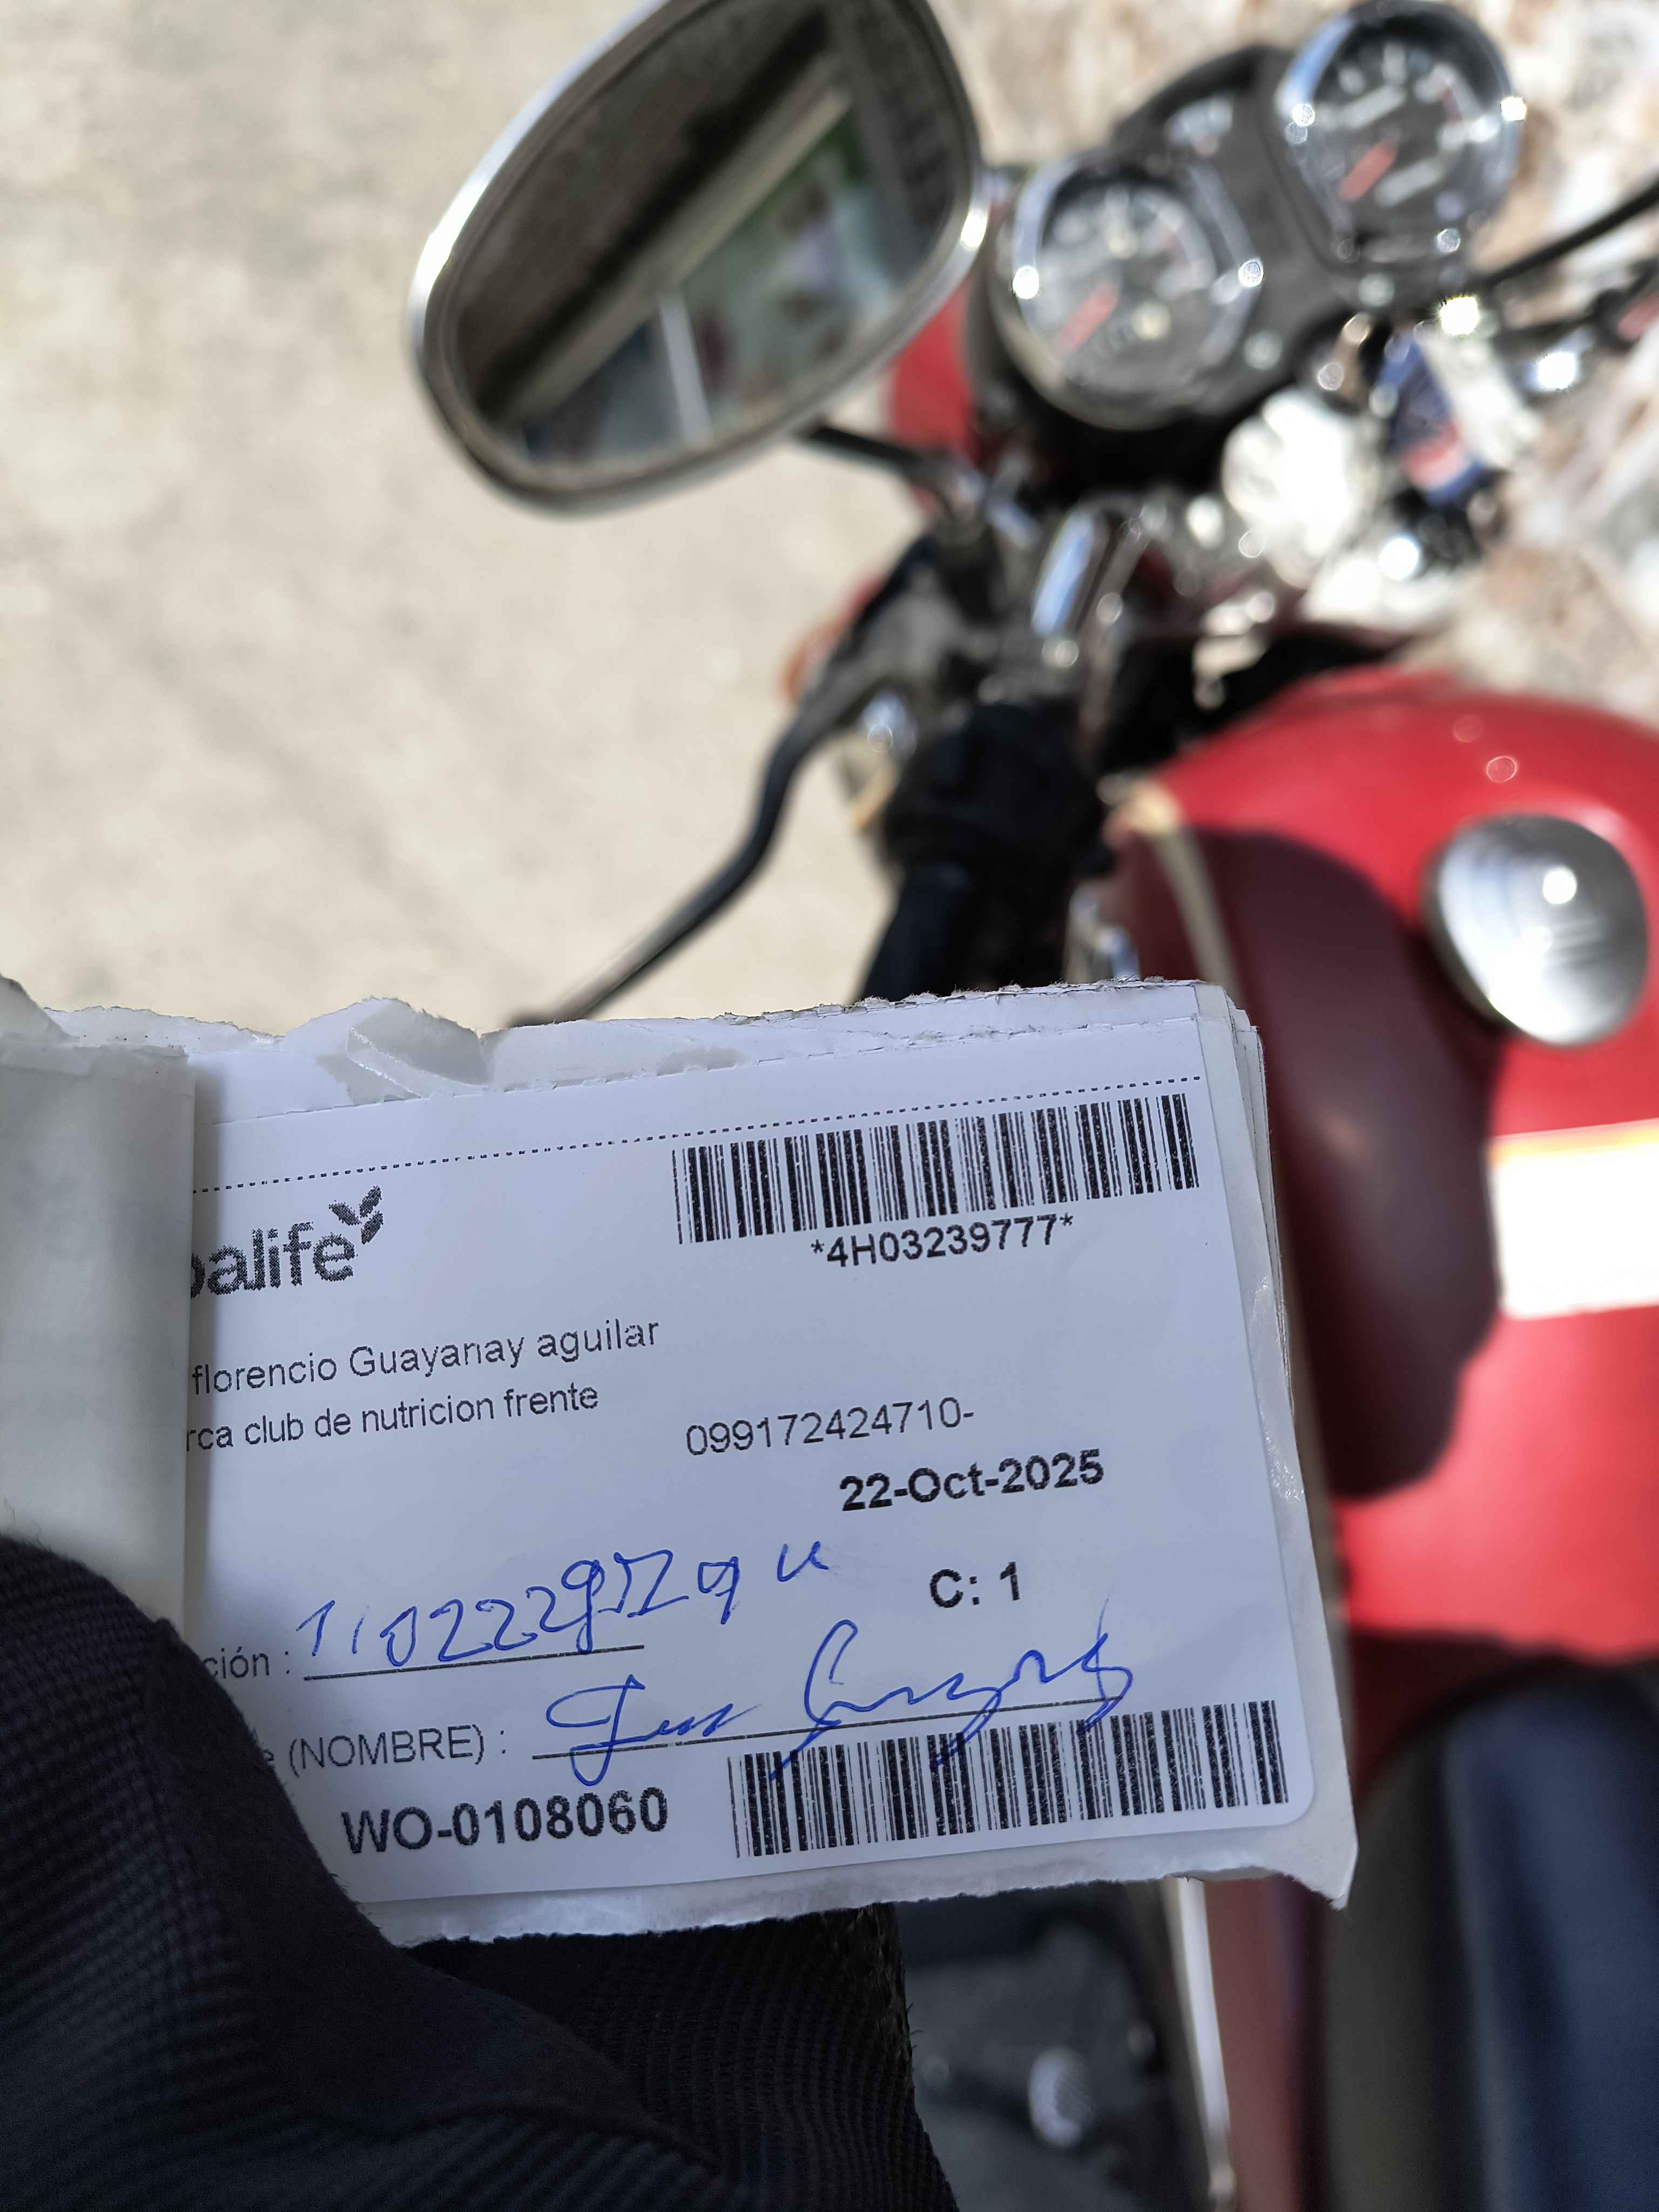 *4H03239777*
balife
florencio Guayanay aguilar
rca club de nutricion frente
099172424710-
22-Oct-2025
C: 1
ción :
(NOMBRE) :
WO-0108060